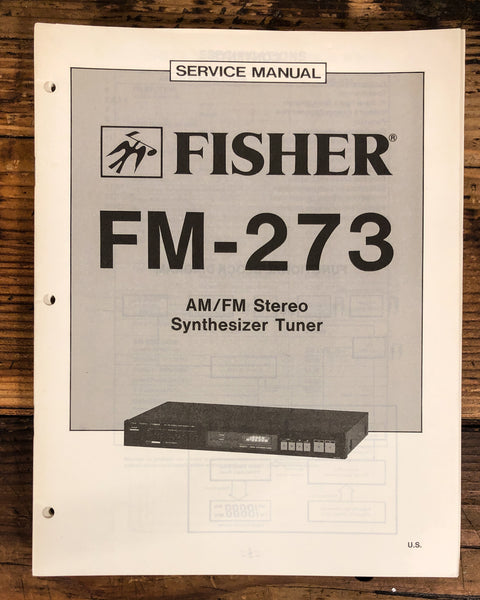 SERVICE MANUAL
FISHER®
FM-273
AM/FM Stereo
Synthesizer Tuner
U.S.